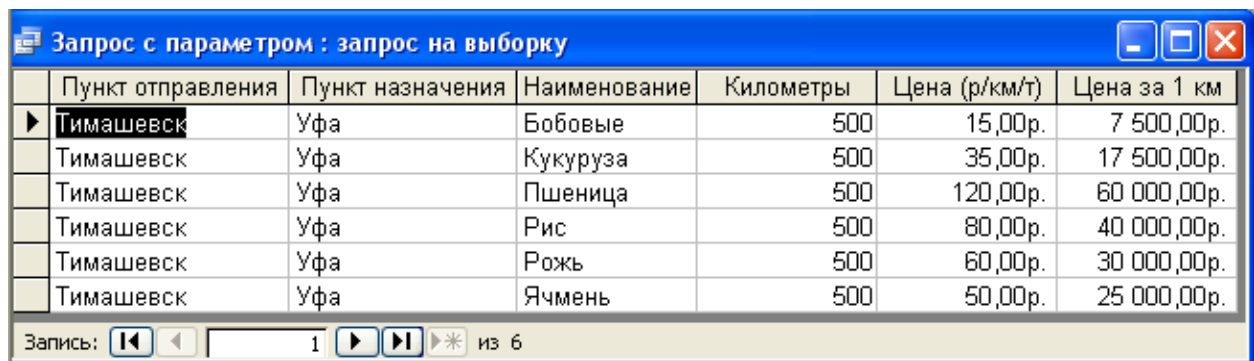 Запрос с параметром : запрос на выборку
Пункт отправления Пункт назначения Наименование Километры Цена (р/км/т) Цена за 1 км
Тимашевск Уфа Бобовые 500 15,00р. 7 500,00р.
Тимашевск Уфа Кукуруза 500 35,00р. 17 500,00р.
Тимашевск Уфа Пшеница 500 120,00р. 60 000,00р.
Тимашевск Уфа Рис 500 80,00р. 40 000,00р.
Тимашевск Уфа Рожь 500 60,00р. 30 000,00р.
Тимашевск Уфа Ячмень 500 50,00р. 25 000,00р.
Запись: 1 из 6